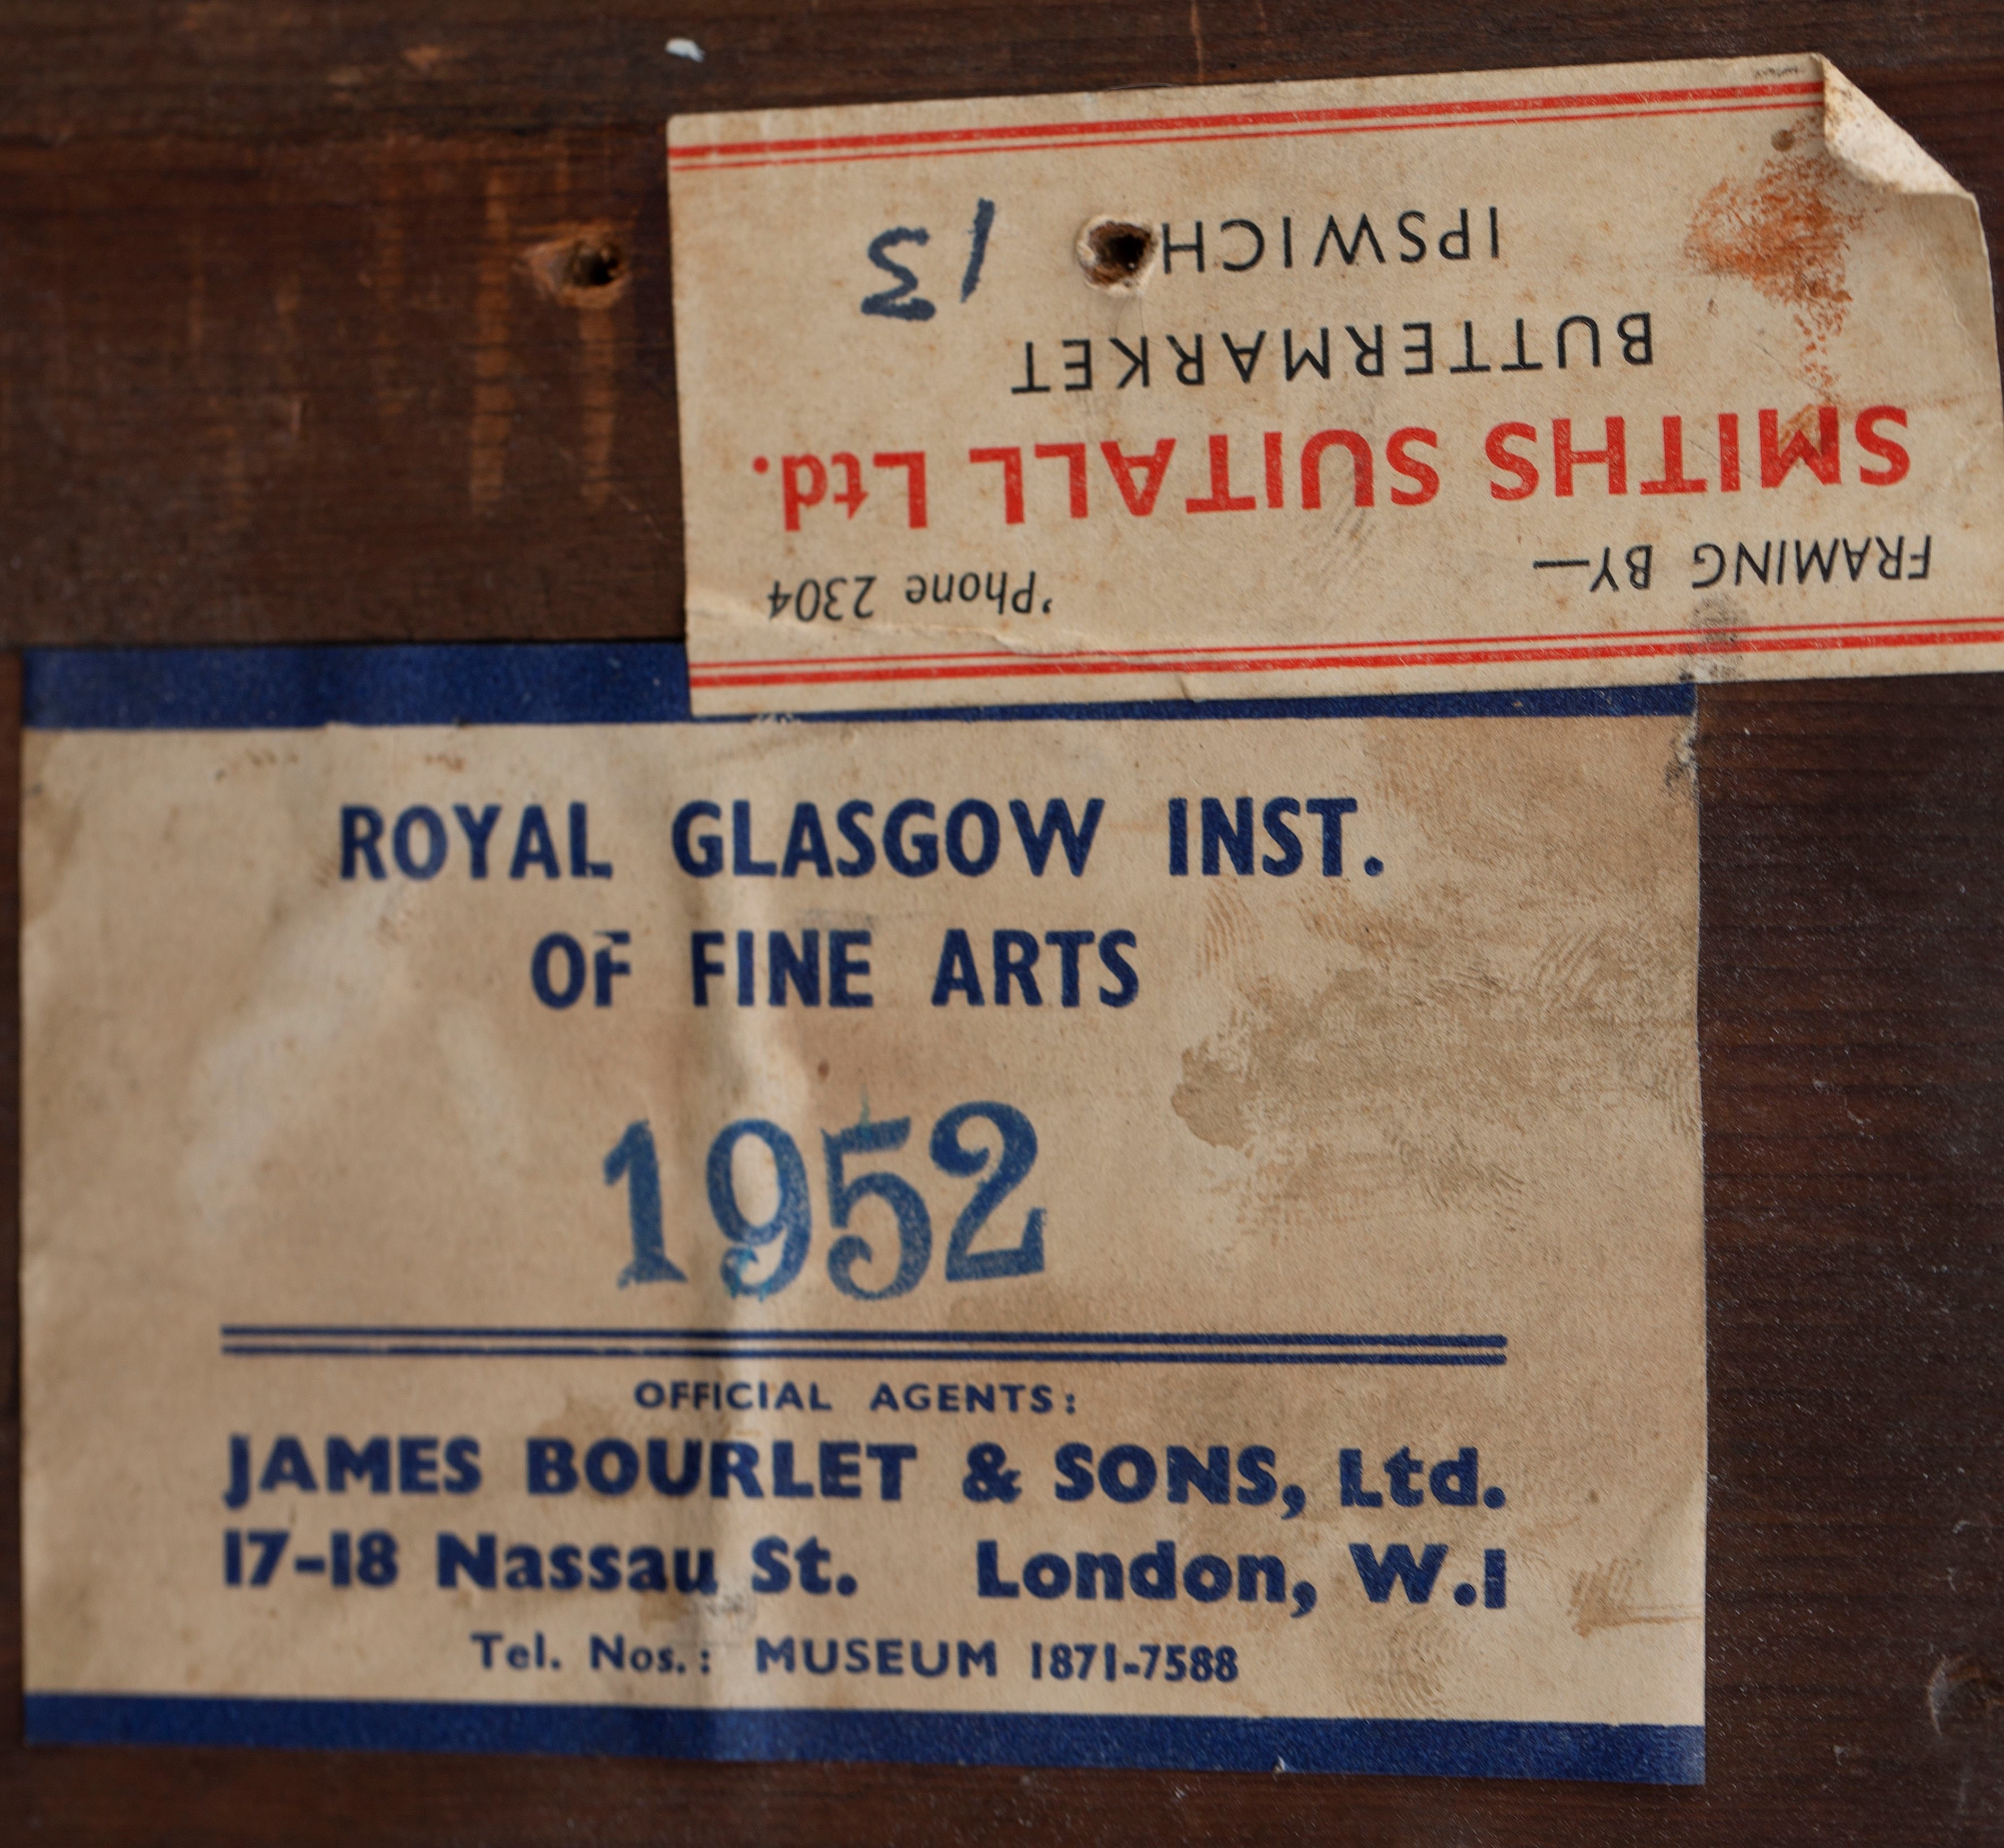 FRAMING BY— 'Phone 2304
SMITHS SUITALL Ltd.
BUTTERMARKET
IPSWICH 13
ROYAL GLASGOW INST.
OF FINE ARTS
1952
OFFICIAL AGENTS:
JAMES BOURLET & SONS, Ltd.
17-18 Nassau St. London, W.1
Tel. Nos.: MUSEUM 1871-7588